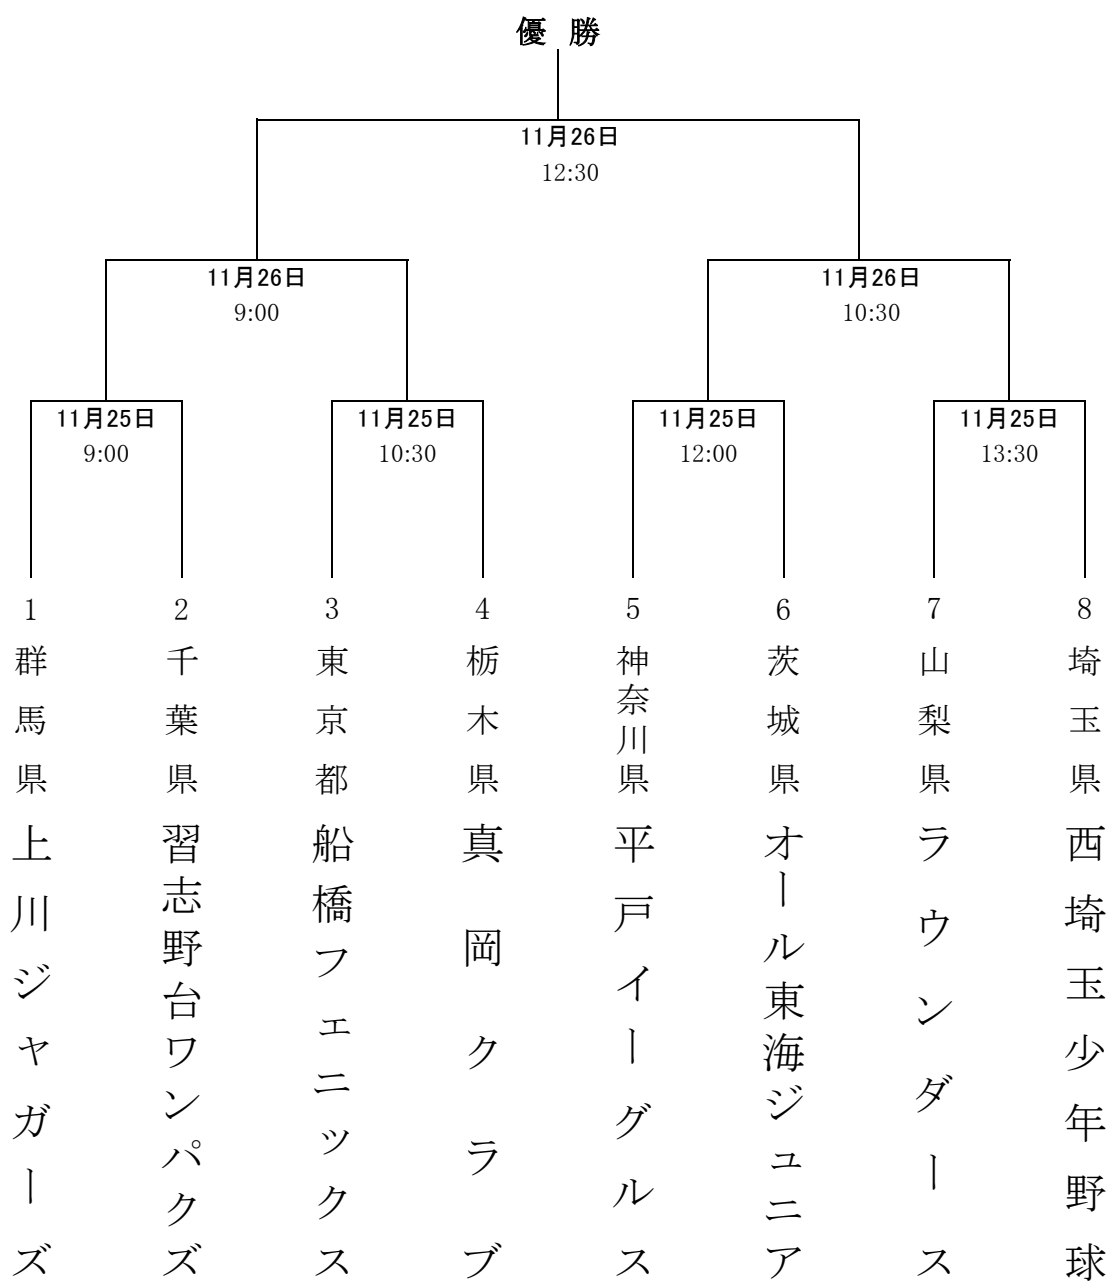 優 勝
11月26日
12:30
11月26日
9:00
11月26日
10:30
11月25日
9:00
11月25日
10:30
11月25日
12:00
11月25日
13:30
1
群馬県
上川ジャガーズ
2
千葉県
習志野台ワンパクズ
3
東京都
船橋フェニックス
4
栃木県
真岡クラブ
5
神奈川県
平戸イーグルス
6
茨城県
オール東海ジュニア
7
山梨県
ラウンダース
8
埼玉県
西埼玉少年野球